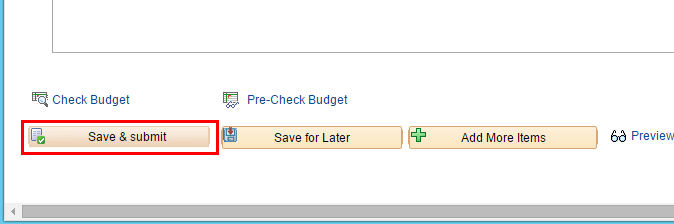 Check Budget Pre-Check Budget
Save & submit Save for Later Add More Items Preview